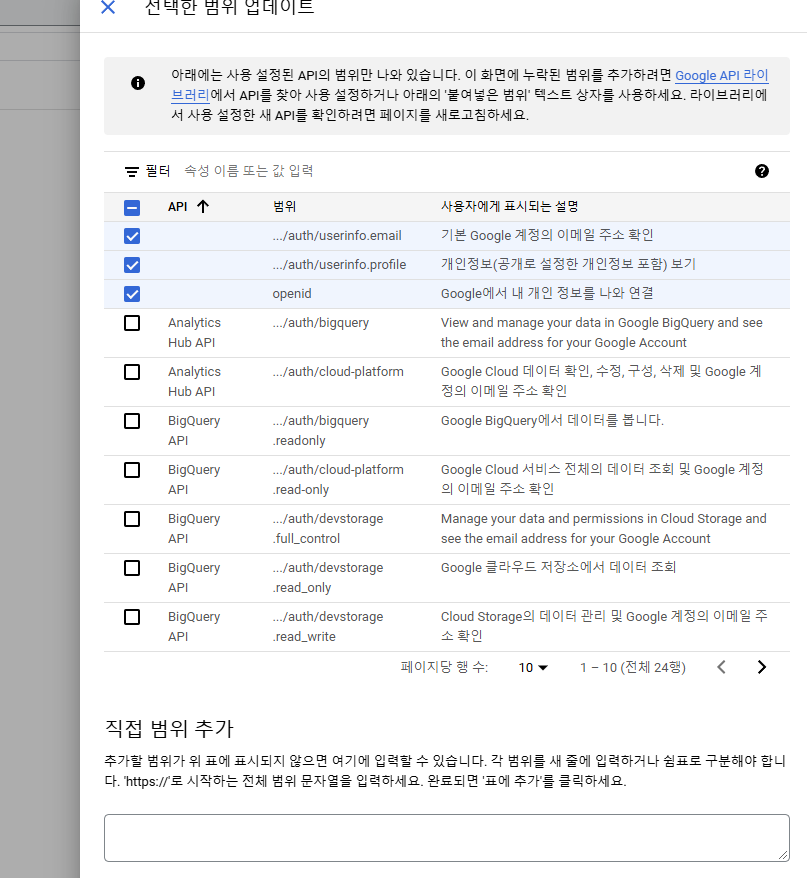 선택한 범위 업데이트
아래에는 사용 설정된 API의 범위만 나와 있습니다. 이 화면에 누락된 범위를 추가하려면 Google API 라이
브러리에서 API를 찾아 사용 설정하거나 아래의 '붙여넣은 범위' 텍스트 상자를 사용하세요. 라이브러리에
서 사용 설정한 새 API를 확인하려면 페이지를 새로고침하세요.
필터 속성 이름 또는 값 입력
API 범위 사용자에게 표시되는 설명
.../auth/userinfo.email 기본 Google 계정의 이메일 주소 확인
.../auth/userinfo.profile 개인정보(공개로 설정한 개인정보 포함) 보기
openid Google에서 내 개인 정보를 나와 연결
Analytics .../auth/bigquery View and manage your data in Google BigQuery and see
Hub API the email address for your Google Account
Analytics .../auth/cloud-platform Google Cloud 데이터 확인, 수정, 구성, 삭제 및 Google 계
Hub API 정의 이메일 주소 확인
BigQuery .../auth/bigquery Google BigQuery에서 데이터를 봅니다.
API .readonly
BigQuery .../auth/cloud-platform Google Cloud 서비스 전체의 데이터 조회 및 Google 계정
API .read-only 의 이메일 주소 확인
BigQuery .../auth/devstorage Manage your data and permissions in Cloud Storage and
API .full_control see the email address for your Google Account
BigQuery .../auth/devstorage Google 클라우드 저장소에서 데이터 조회
API .read_only
BigQuery .../auth/devstorage Cloud Storage의 데이터 관리 및 Google 계정의 이메일 주
API .read_write 소 확인
페이지당 행 수: 10 1 – 10 (전체 24행)
직접 범위 추가
추가할 범위가 위 표에 표시되지 않으면 여기에 입력할 수 있습니다. 각 범위를 새 줄에 입력하거나 쉼표로 구분해야 합니
다. 'https://'로 시작하는 전체 범위 문자열을 입력하세요. 완료되면 '표에 추가'를 클릭하세요.